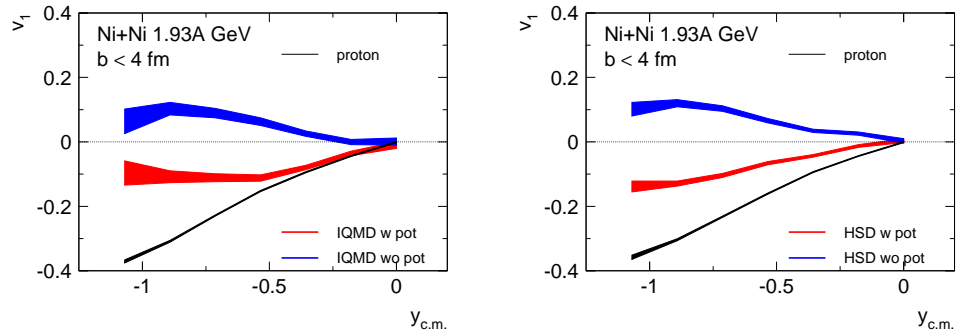 v1
0.4
Ni+Ni 1.93A GeV
b < 4 fm
proton
0.2
0
-0.2
IQMD w pot
IQMD wo pot
-0.4
-1 -0.5 0
y c.m.
v1
0.4
Ni+Ni 1.93A GeV
b < 4 fm
proton
0.2
0
-0.2
HSD w pot
HSD wo pot
-0.4
-1 -0.5 0
y c.m.